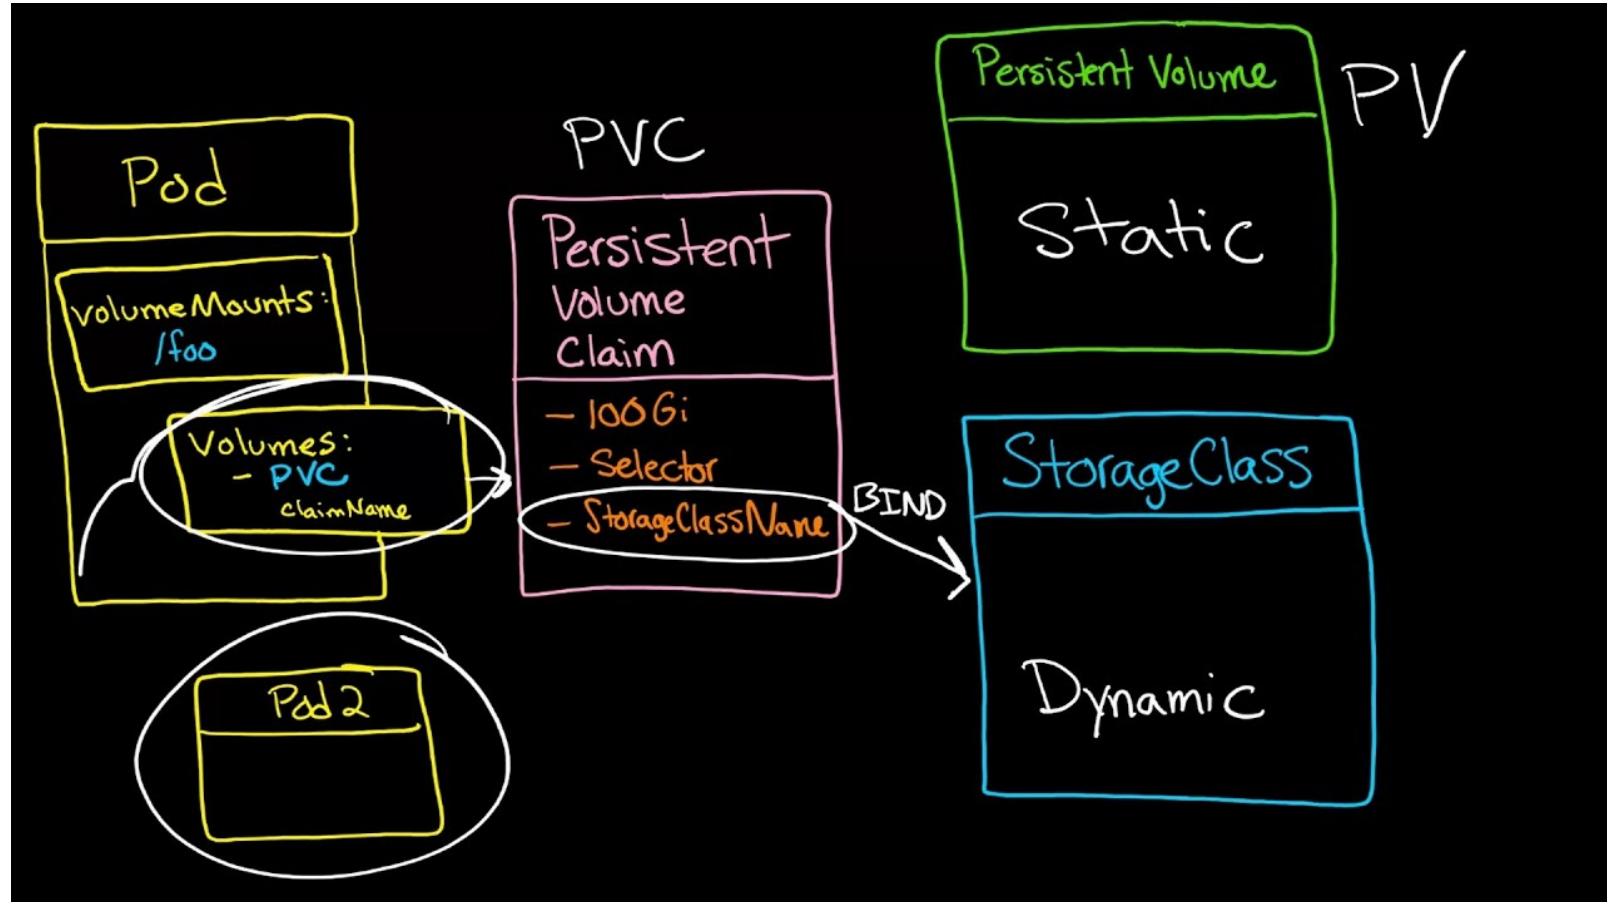 Pod
volumeMounts:
/foo
Volumes:
- PVC
claimName
Pod 2
PVC
Persistent
Volume
Claim
- 100Gi
- Selector
- StorageClassName
BIND
Persistent Volume
PV
Static
StorageClass
Dynamic